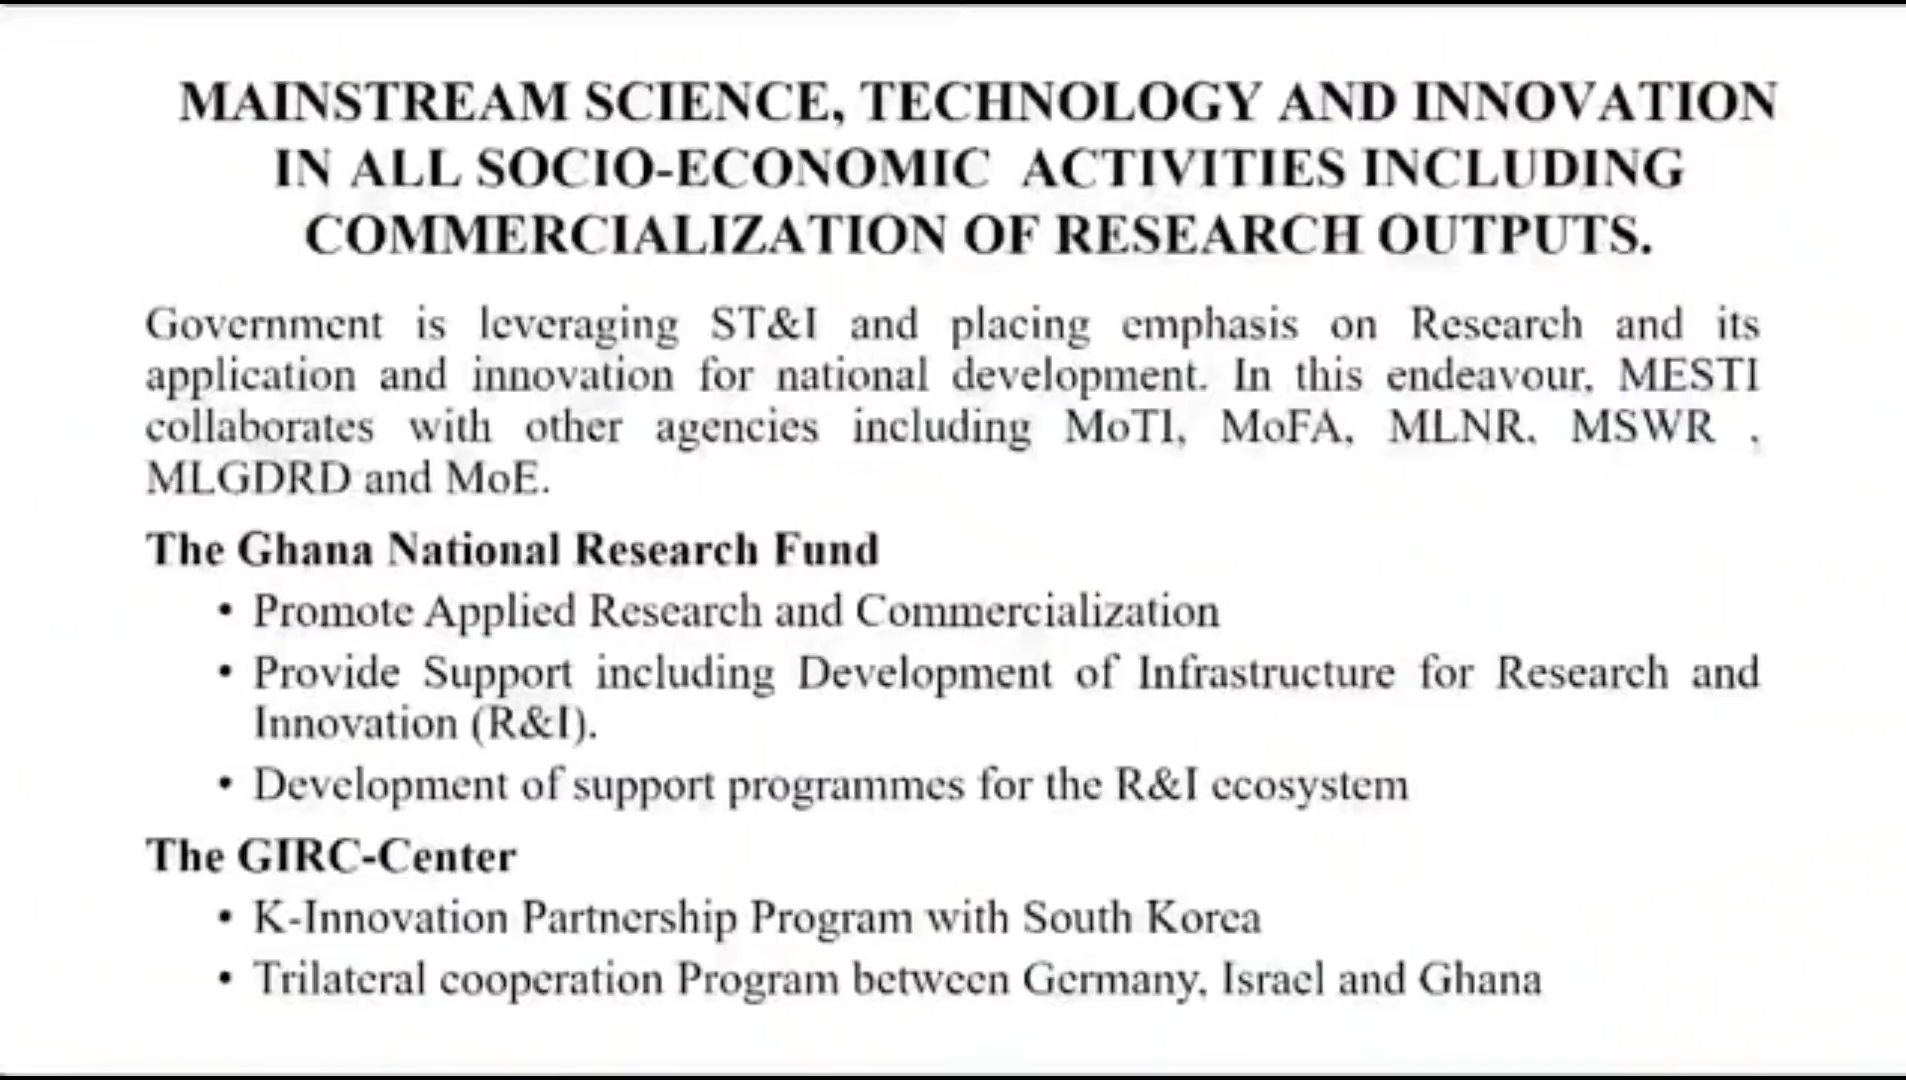 MAINSTREAM SCIENCE, TECHNOLOGY AND INNOVATION
IN ALL SOCIO-ECONOMIC ACTIVITIES INCLUDING
COMMERCIALIZATION OF RESEARCH OUTPUTS.
Government is leveraging ST&I and placing emphasis on Research and its
application and innovation for national development. In this endeavour, MESTI
collaborates with other agencies including MoTI, MoFA, MLNR, MSWR ,
MLGDRD and MoE.
The Ghana National Research Fund
• Promote Applied Research and Commercialization
• Provide Support including Development of Infrastructure for Research and
Innovation (R&I).
• Development of support programmes for the R&I ecosystem
The GIRC-Center
• K-Innovation Partnership Program with South Korea
• Trilateral cooperation Program between Germany, Israel and Ghana